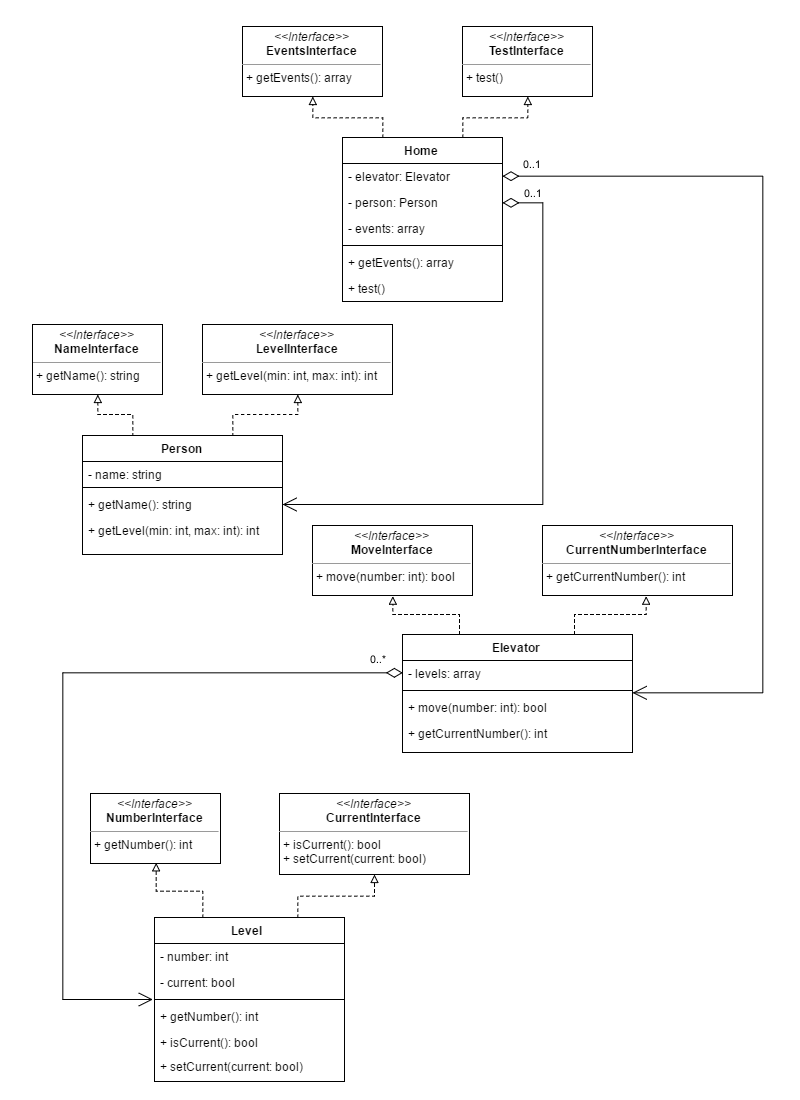 <<Interface>>
EventsInterface
+ getEvents(): array
<<Interface>>
TestInterface
+ test()
Home
- elevator: Elevator
- person: Person
- events: array
+ getEvents(): array
+ test()
0..1
0..1
<<Interface>>
NameInterface
+ getName(): string
<<Interface>>
LevelInterface
+ getLevel(min: int, max: int): int
Person
- name: string
+ getName(): string
+ getLevel(min: int, max: int): int
<<Interface>>
MoveInterface
+ move(number: int): bool
<<Interface>>
CurrentNumberInterface
+ getCurrentNumber(): int
Elevator
0..*
- levels: array
+ move(number: int): bool
+ getCurrentNumber(): int
<<Interface>>
NumberInterface
+ getNumber(): int
<<Interface>>
CurrentInterface
+ isCurrent(): bool
+ setCurrent(current: bool)
Level
- number: int
- current: bool
+ getNumber(): int
+ isCurrent(): bool
+ setCurrent(current: bool)